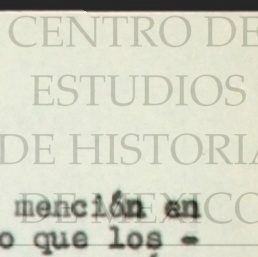 CENTRO DE
ESTUDIOS
DE HISTORIA
DE MEXICO
mención en
o que los -